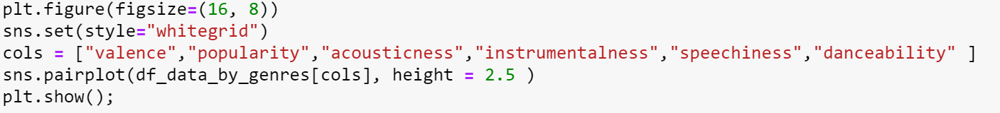 plt.figure(figsize=(16, 8))
sns.set(style="whitegrid")
cols = ["valence","popularity","acousticness","instrumentalness","speechiness","danceability" ]
sns.pairplot(df_data_by_genres[cols], height = 2.5 )
plt.show();